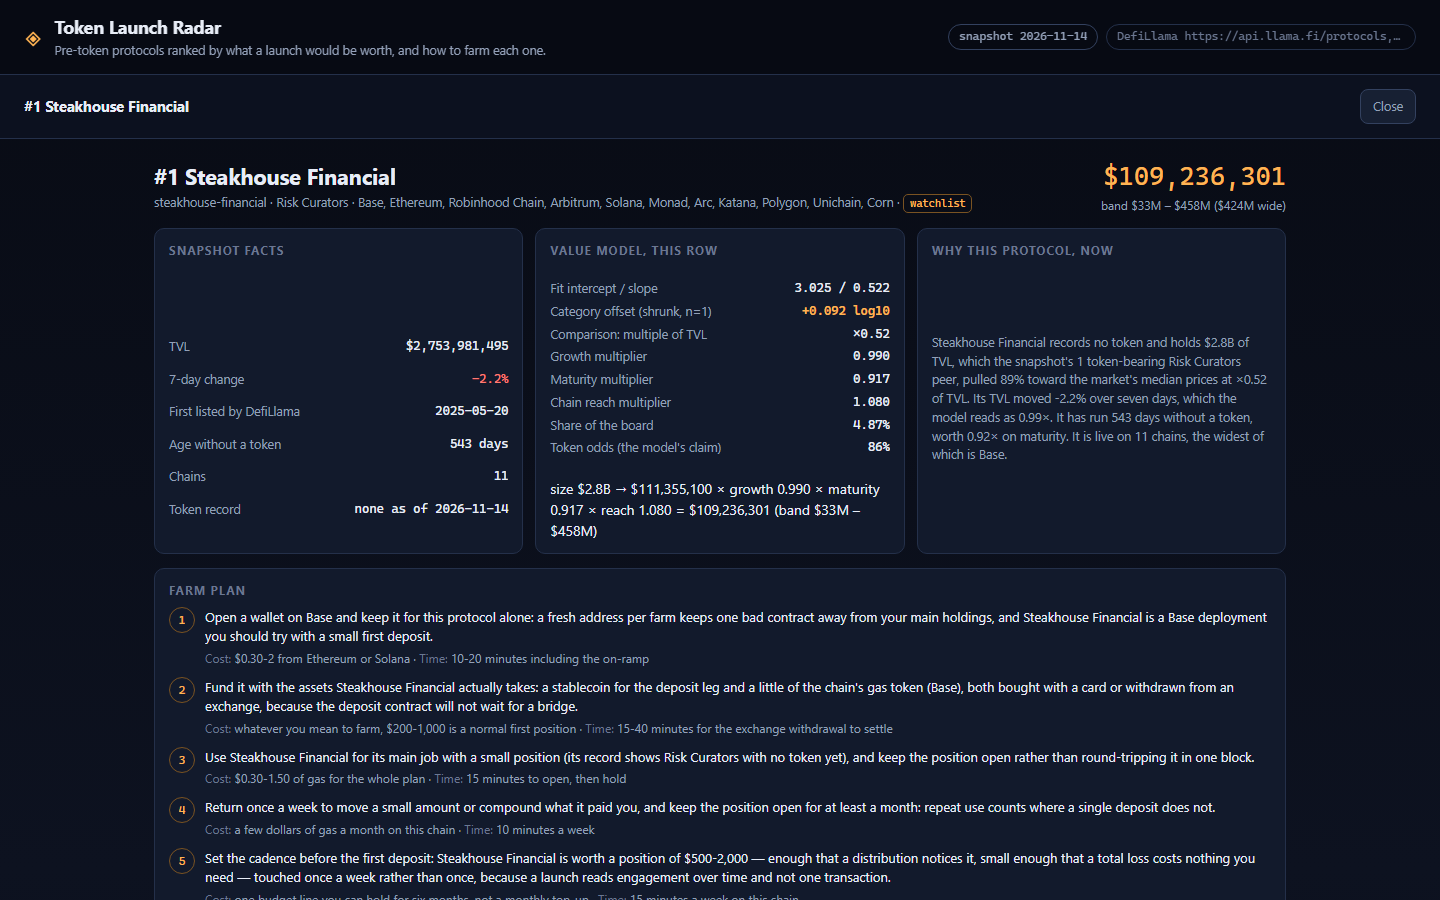 Token Launch Radar
Pre-token protocols ranked by what a launch would be worth, and how to farm each one.
snapshot 2026-11-14
DefiLlama https://api.llama.fi/protocols,…
#1 Steakhouse Financial
Close
#1 Steakhouse Financial
steakhouse-financial · Risk Curators · Base, Ethereum, Robinhood Chain, Arbitrum, Solana, Monad, Arc, Katana, Polygon, Unichain, Corn · watchlist
$109,236,301
band $33M – $458M ($424M wide)
SNAPSHOT FACTS
TVL $2,753,981,495
7-day change −2.2%
First listed by DefiLlama 2025-05-20
Age without a token 543 days
Chains 11
Token record none as of 2026-11-14
VALUE MODEL, THIS ROW
Fit intercept / slope 3.025 / 0.522
Category offset (shrunk, n=1) +0.092 log10
Comparison: multiple of TVL ×0.52
Growth multiplier 0.990
Maturity multiplier 0.917
Chain reach multiplier 1.080
Share of the board 4.87%
Token odds (the model's claim) 86%
size $2.8B → $111,355,100 × growth 0.990 × maturity
0.917 × reach 1.080 = $109,236,301 (band $33M –
$458M)
WHY THIS PROTOCOL, NOW
Steakhouse Financial records no token and holds $2.8B of
TVL, which the snapshot's 1 token-bearing Risk Curators
peer, pulled 89% toward the market's median prices at ×0.52
of TVL. Its TVL moved -2.2% over seven days, which the
model reads as 0.99×. It has run 543 days without a token,
worth 0.92× on maturity. It is live on 11 chains, the widest of
which is Base.
FARM PLAN
1 Open a wallet on Base and keep it for this protocol alone: a fresh address per farm keeps one bad contract away from your main holdings, and Steakhouse Financial is a Base deployment
you should try with a small first deposit.
Cost: $0.30-2 from Ethereum or Solana · Time: 10-20 minutes including the on-ramp
2 Fund it with the assets Steakhouse Financial actually takes: a stablecoin for the deposit leg and a little of the chain's gas token (Base), both bought with a card or withdrawn from an
exchange, because the deposit contract will not wait for a bridge.
Cost: whatever you mean to farm, $200-1,000 is a normal first position · Time: 15-40 minutes for the exchange withdrawal to settle
3 Use Steakhouse Financial for its main job with a small position (its record shows Risk Curators with no token yet), and keep the position open rather than round-tripping it in one block.
Cost: $0.30-1.50 of gas for the whole plan · Time: 15 minutes to open, then hold
4 Return once a week to move a small amount or compound what it paid you, and keep the position open for at least a month: repeat use counts where a single deposit does not.
Cost: a few dollars of gas a month on this chain · Time: 10 minutes a week
5 Set the cadence before the first deposit: Steakhouse Financial is worth a position of $500-2,000 — enough that a distribution notices it, small enough that a total loss costs nothing you
need — touched once a week rather than once, because a launch reads engagement over time and not one transaction.
Cost: one budget line you can hold for six months, not a monthly top-up · Time: 15 minutes a week on this chain